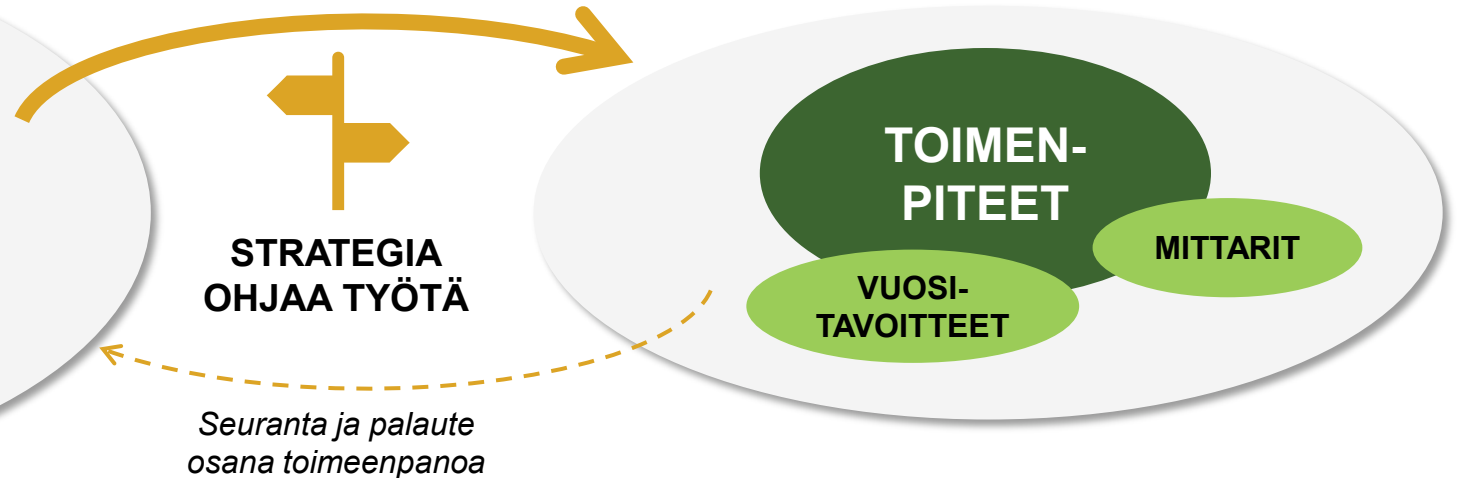 STRATEGIA
OHJAA TYÖTÄ
Seuranta ja palaute
osana toimeenpanoa
TOIMEN-
PITEET
MITTARIT
VUOSI-
TAVOITTEET